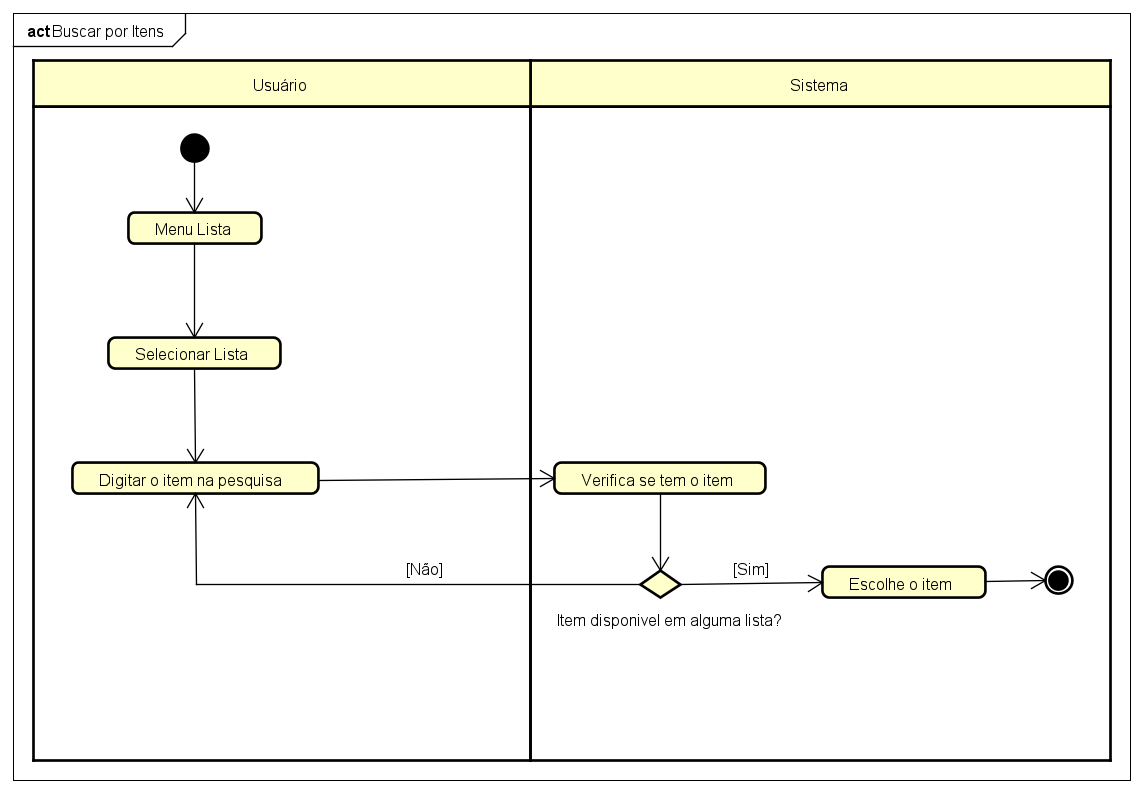 act Buscar por Itens
Usuário
Sistema
Menu Lista
Selecionar Lista
Digitar o item na pesquisa
Verifica se tem o item
[Não]
[Sim]
Escolhe o item
Item disponivel em alguma lista?